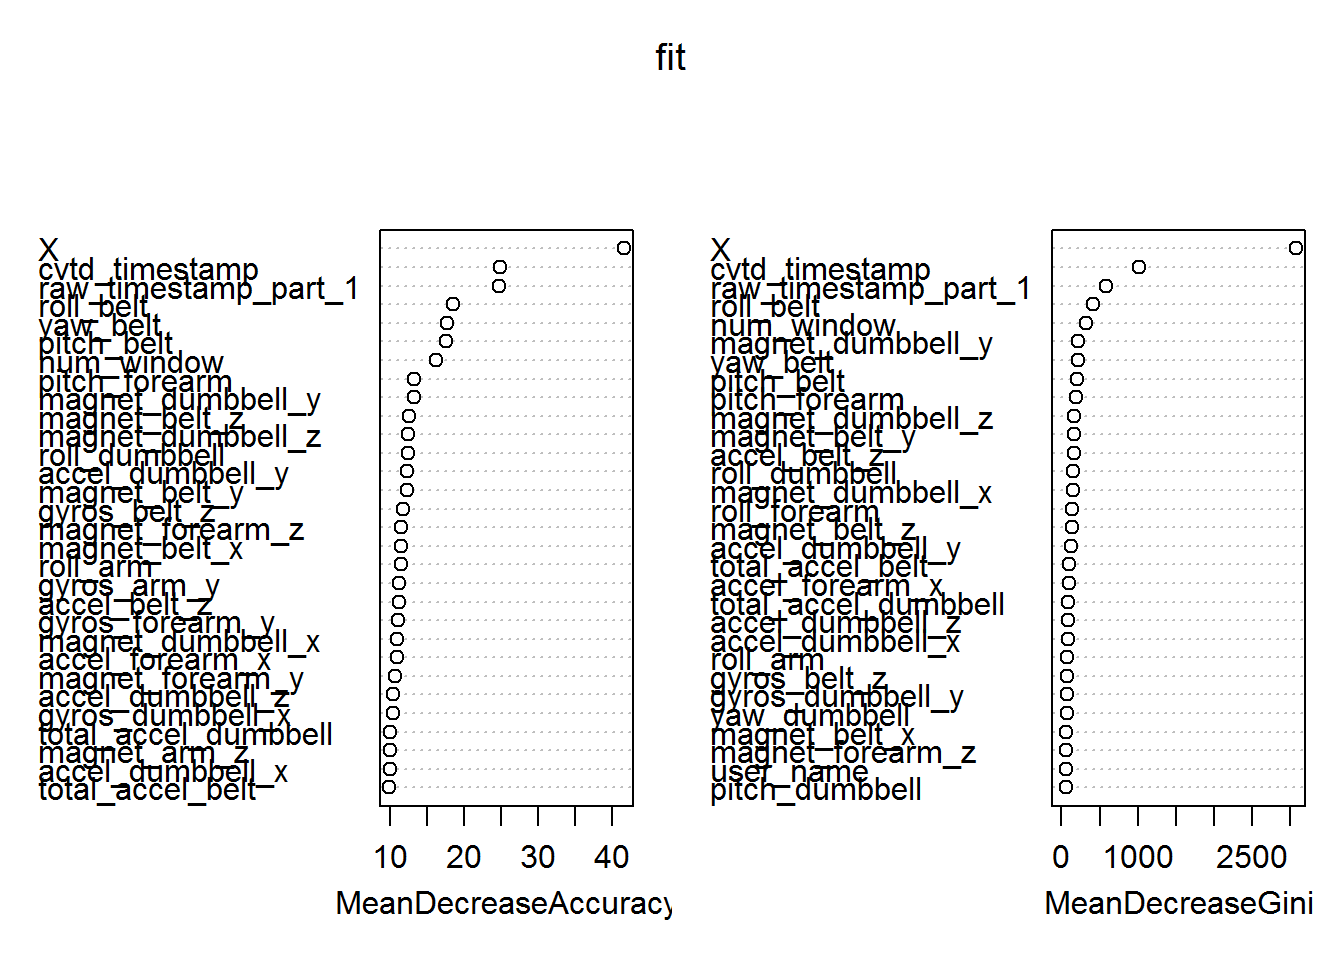 fit
X
cvtd_timestamp
raw_timestamp_part_1
roll_belt
yaw_belt
pitch_belt
num_window
pitch_forearm
magnet_dumbbell_y
magnet_belt_z
magnet_dumbbell_z
roll_dumbbell
accel_dumbbell_y
magnet_belt_y
gyros_belt_z
magnet_forearm_z
magnet_belt_x
roll_arm
gyros_arm_y
accel_belt_z
gyros_forearm_y
magnet_dumbbell_x
accel_forearm_x
magnet_forearm_y
accel_dumbbell_z
gyros_dumbbell_x
total_accel_dumbbell
magnet_arm_z
accel_dumbbell_x
total_accel_belt
10 20 30 40
MeanDecreaseAccuracy
X
cvtd_timestamp
raw_timestamp_part_1
roll_belt
num_window
magnet_dumbbell_y
yaw_belt
pitch_belt
pitch_forearm
magnet_dumbbell_z
magnet_belt_y
accel_belt_z
roll_dumbbell
magnet_dumbbell_x
roll_forearm
magnet_belt_z
accel_dumbbell_y
total_accel_belt
accel_forearm_x
total_accel_dumbbell
accel_dumbbell_z
accel_dumbbell_x
roll_arm
gyros_belt_z
gyros_dumbbell_y
yaw_dumbbell
magnet_belt_x
magnet_forearm_z
user_name
pitch_dumbbell
0 1000 2500
MeanDecreaseGini